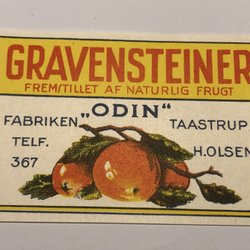 GRAVENSTEINER
FREMSTILLET AF NATURLIG FRUGT
„ODIN“
FABRIKEN TAASTRUP
TELF. H.OLSEN
367